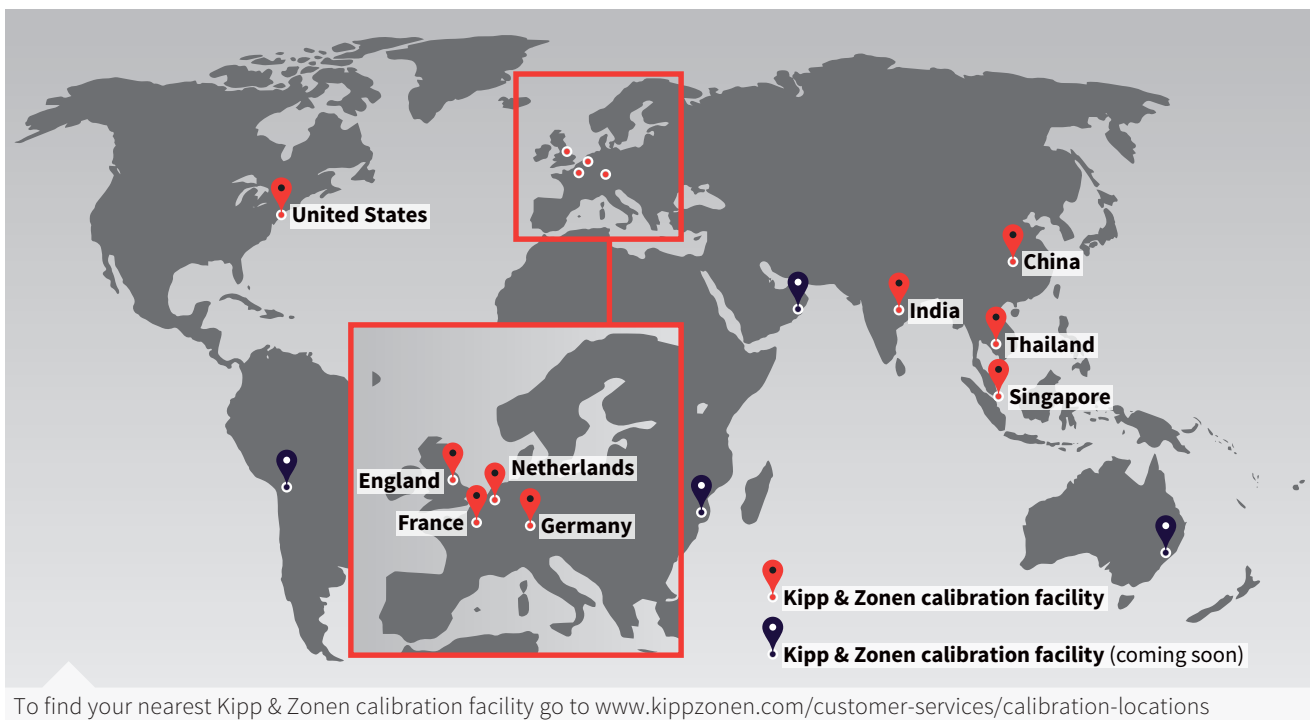 United States
China
India
Thailand
Singapore
Netherlands
England
France
Germany
Kipp & Zonen calibration facility
Kipp & Zonen calibration facility (coming soon)
To find your nearest Kipp & Zonen calibration facility go to www.kippzonen.com/customer-services/calibration-locations